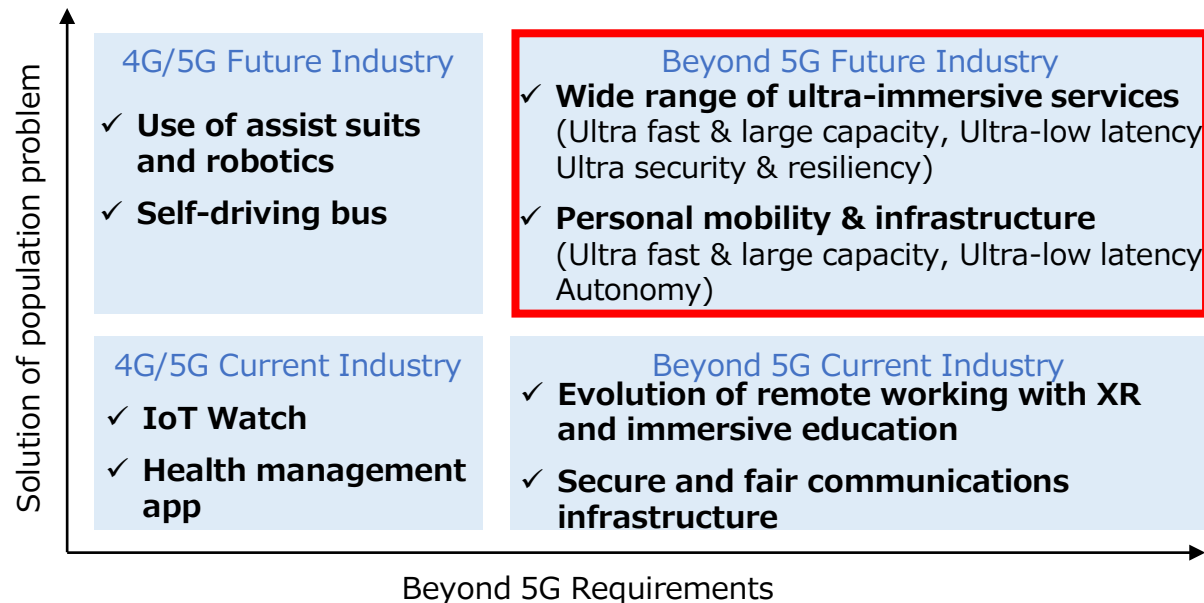 Solution of population problem
4G/5G Future Industry
✓ Use of assist suits
and robotics
✓ Self-driving bus
Beyond 5G Future Industry
✓ Wide range of ultra-immersive services
(Ultra fast & large capacity, Ultra-low latency
Ultra security & resiliency)
✓ Personal mobility & infrastructure
(Ultra fast & large capacity, Ultra-low latency
Autonomy)
4G/5G Current Industry
✓ IoT Watch
✓ Health management
app
Beyond 5G Current Industry
✓ Evolution of remote working with XR
and immersive education
✓ Secure and fair communications
infrastructure
Beyond 5G Requirements